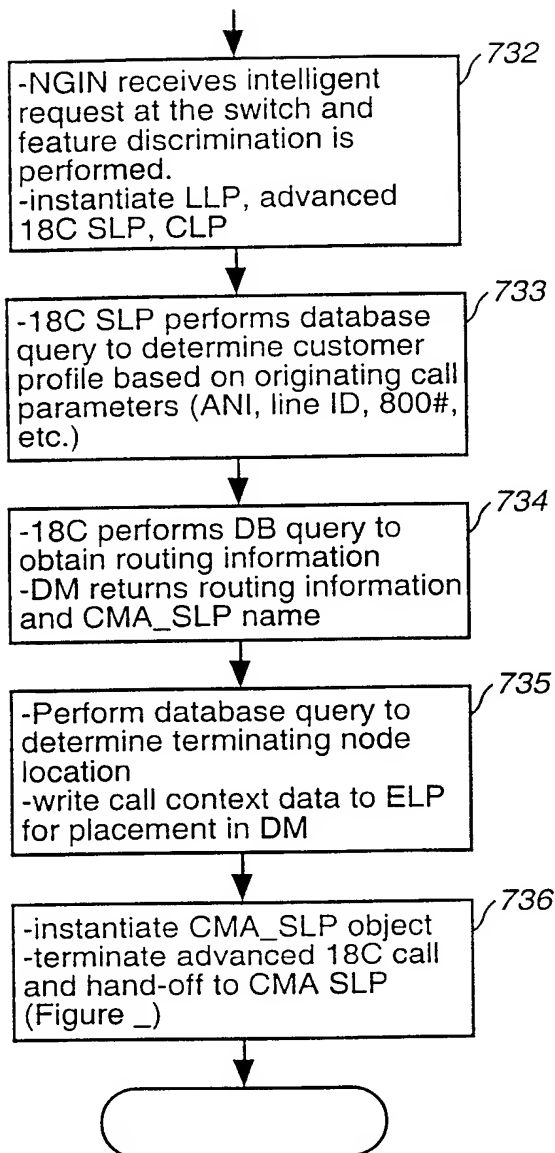 732
-NGIN receives intelligent
request at the switch and
feature discrimination is
performed.
-instantiate LLP, advanced
18C SLP, CLP
733
-18C SLP performs database
query to determine customer
profile based on originating call
parameters (ANI, line ID, 800#,
etc.)
734
-18C performs DB query to
obtain routing information
-DM returns routing information
and CMA_SLP name
735
-Perform database query to
determine terminating node
location
-write call context data to ELP
for placement in DM
736
-instantiate CMA_SLP object
-terminate advanced 18C call
and hand-off to CMA SLP
(Figure _)